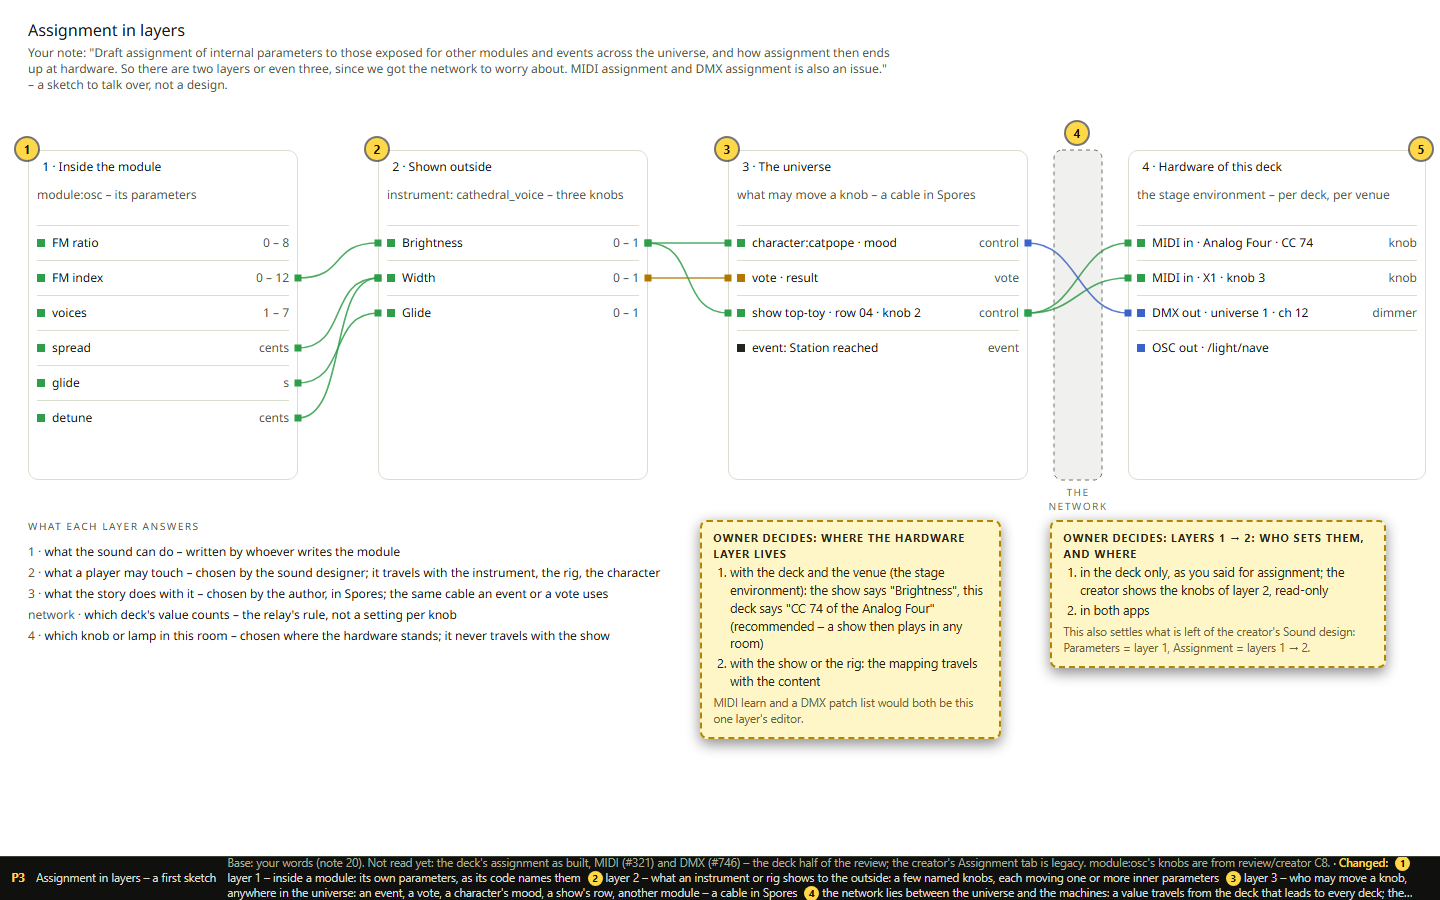 Assignment in layers
Your note: "Draft assignment of internal parameters to those exposed for other modules and events across the universe, and how assignment then ends
up at hardware. So there are two layers or even three, since we got the network to worry about. MIDI assignment and DMX assignment is also an issue."
– a sketch to talk over, not a design.
1
1 · Inside the module
module:osc – its parameters
FM ratio 0 – 8
FM index 0 – 12
voices 1 – 7
spread cents
glide s
detune cents
2
2 · Shown outside
instrument: cathedral_voice – three knobs
Brightness 0 – 1
Width 0 – 1
Glide 0 – 1
3
3 · The universe
what may move a knob – a cable in Spores
character:catpope · mood control
vote · result vote
show top-toy · row 04 · knob 2 control
event: Station reached event
4
THE
NETWORK
5
4 · Hardware of this deck
the stage environment – per deck, per venue
MIDI in · Analog Four · CC 74 knob
MIDI in · X1 · knob 3 knob
DMX out · universe 1 · ch 12 dimmer
OSC out · /light/nave
WHAT EACH LAYER ANSWERS
1 · what the sound can do – written by whoever writes the module
2 · what a player may touch – chosen by the sound designer; it travels with the instrument, the rig, the character
3 · what the story does with it – chosen by the author, in Spores; the same cable an event or a vote uses
network · which deck's value counts – the relay's rule, not a setting per knob
4 · which knob or lamp in this room – chosen where the hardware stands; it never travels with the show
OWNER DECIDES: WHERE THE HARDWARE
LAYER LIVES
1. with the deck and the venue (the stage
environment): the show says "Brightness", this
deck says "CC 74 of the Analog Four"
(recommended – a show then plays in any
room)
2. with the show or the rig: the mapping travels
with the content
MIDI learn and a DMX patch list would both be this
one layer's editor.
OWNER DECIDES: LAYERS 1 → 2: WHO SETS THEM,
AND WHERE
1. in the deck only, as you said for assignment; the
creator shows the knobs of layer 2, read-only
2. in both apps
This also settles what is left of the creator's Sound design:
Parameters = layer 1, Assignment = layers 1 → 2.
P3 Assignment in layers – a first sketch
Base: your words (note 20). Not read yet: the deck's assignment as built, MIDI (#321) and DMX (#746) – the deck half of the review; the creator's Assignment tab is legacy. module:osc's knobs are from review/creator C8. · Changed: 1
layer 1 – inside a module: its own parameters, as its code names them 2 layer 2 – what an instrument or rig shows to the outside: a few named knobs, each moving one or more inner parameters 3 layer 3 – who may move a knob,
anywhere in the universe: an event, a vote, a character's mood, a show's row, another module – a cable in Spores 4 the network lies between the universe and the machines: a value travels from the deck that leads to every deck; the...